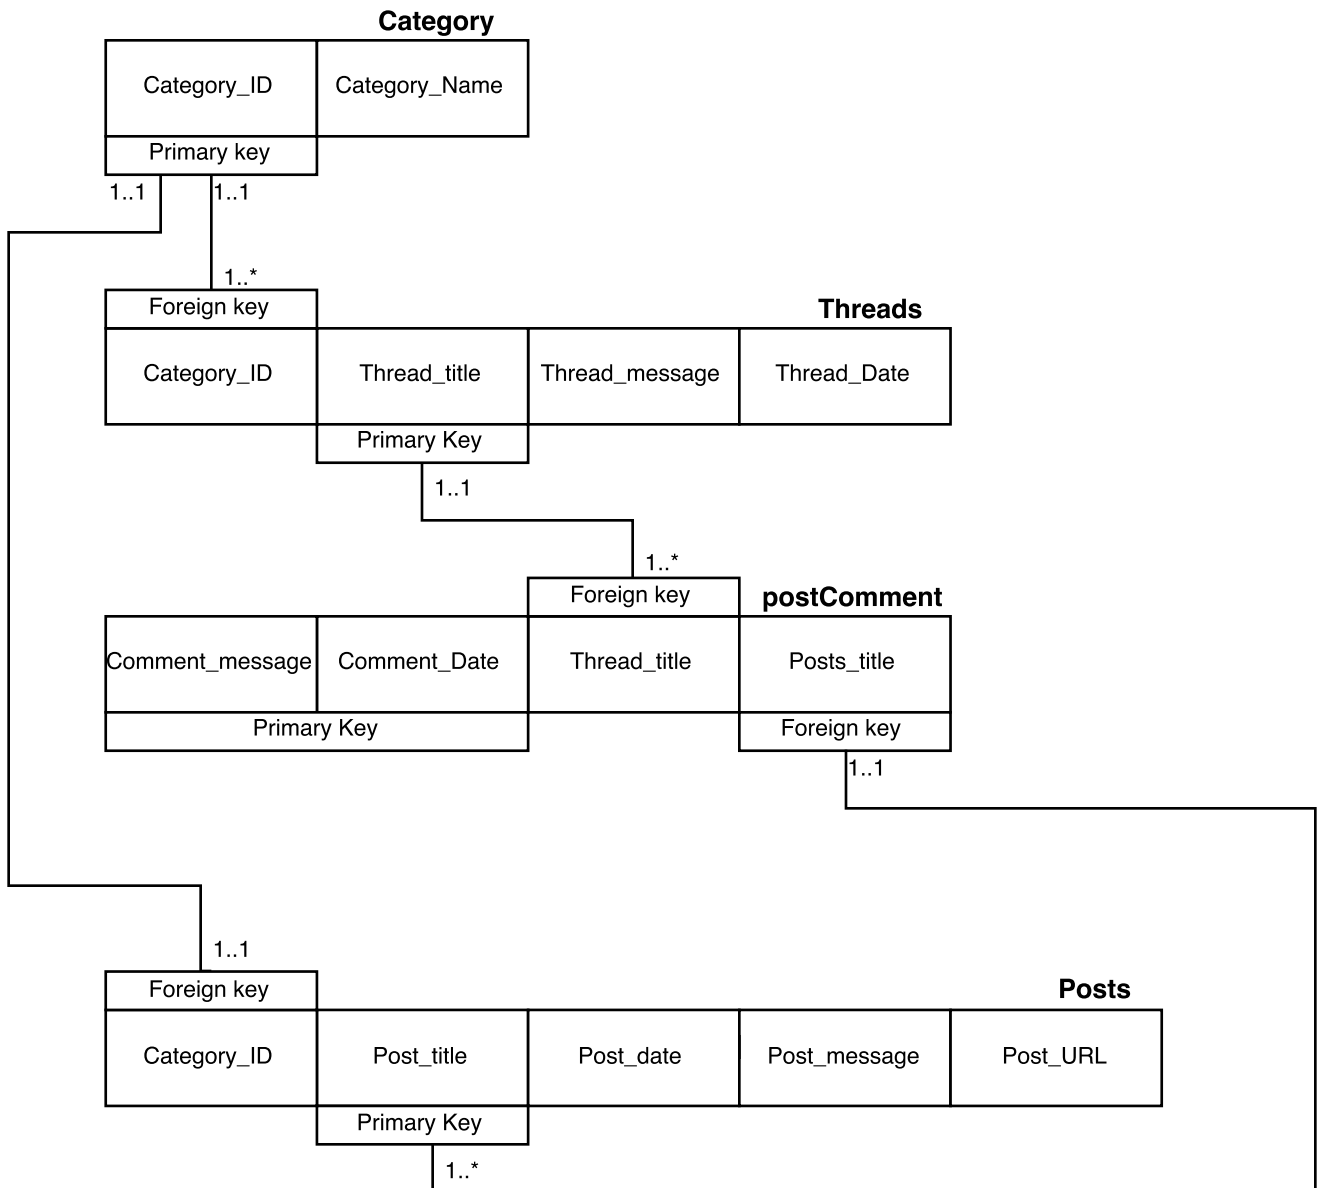 Category
Category_ID Category_Name
Primary key
1..1 1..1
1..*
Foreign key
Threads
Category_ID Thread_title Thread_message Thread_Date
Primary Key
1..1
1..*
Foreign key
postComment
Comment_message Comment_Date Thread_title Posts_title
Primary Key Foreign key
1..1
1..1
Foreign key
Posts
Category_ID Post_title Post_date Post_message Post_URL
Primary Key
1..*